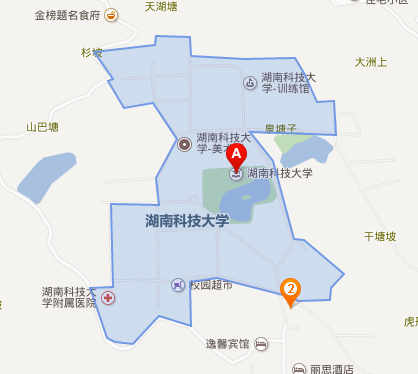 天湖塘
金榜题名食府
杉坡
大洲上
湖南科技大
学-训练馆
山巴塘
泉塘子
湖南科技大
学-美术
A
湖南科技大学
湖南科技大学
干塘坡
湖南科技大
学附属医院
校园超市
2
逸馨宾馆
丽思酒店